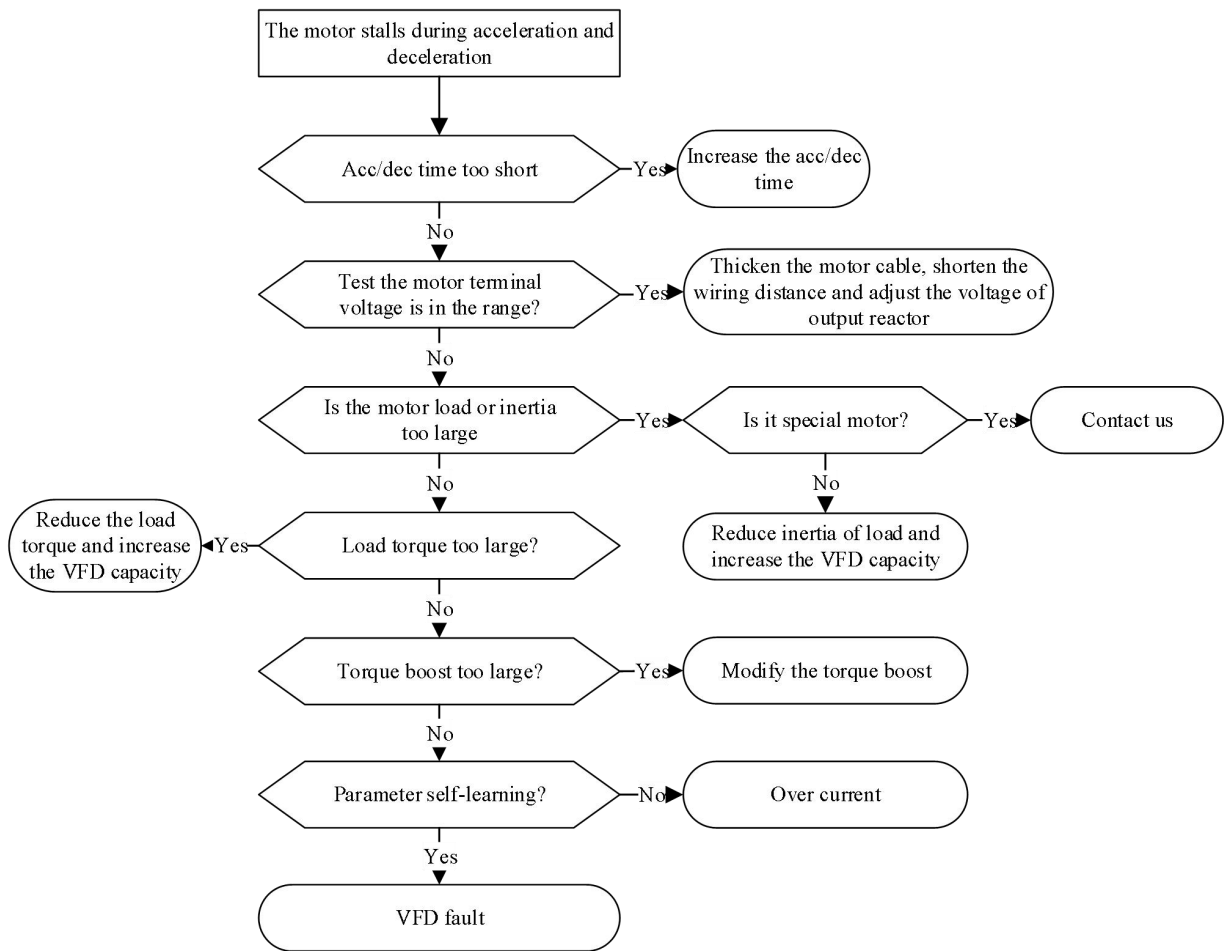 The motor stalls during acceleration and
deceleration
Acc/dec time too short
Yes
Increase the acc/dec
time
No
Test the motor terminal
voltage is in the range?
Yes
Thicken the motor cable, shorten the
wiring distance and adjust the voltage of
output reactor
No
Is the motor load or inertia
too large
Yes
Is it special motor?
Yes
Contact us
No
No
Reduce the load
torque and increase
the VFD capacity
Yes
Load torque too large?
Reduce inertia of load and
increase the VFD capacity
No
Torque boost too large?
Yes
Modify the torque boost
No
Parameter self-learning?
No
Over current
Yes
VFD fault